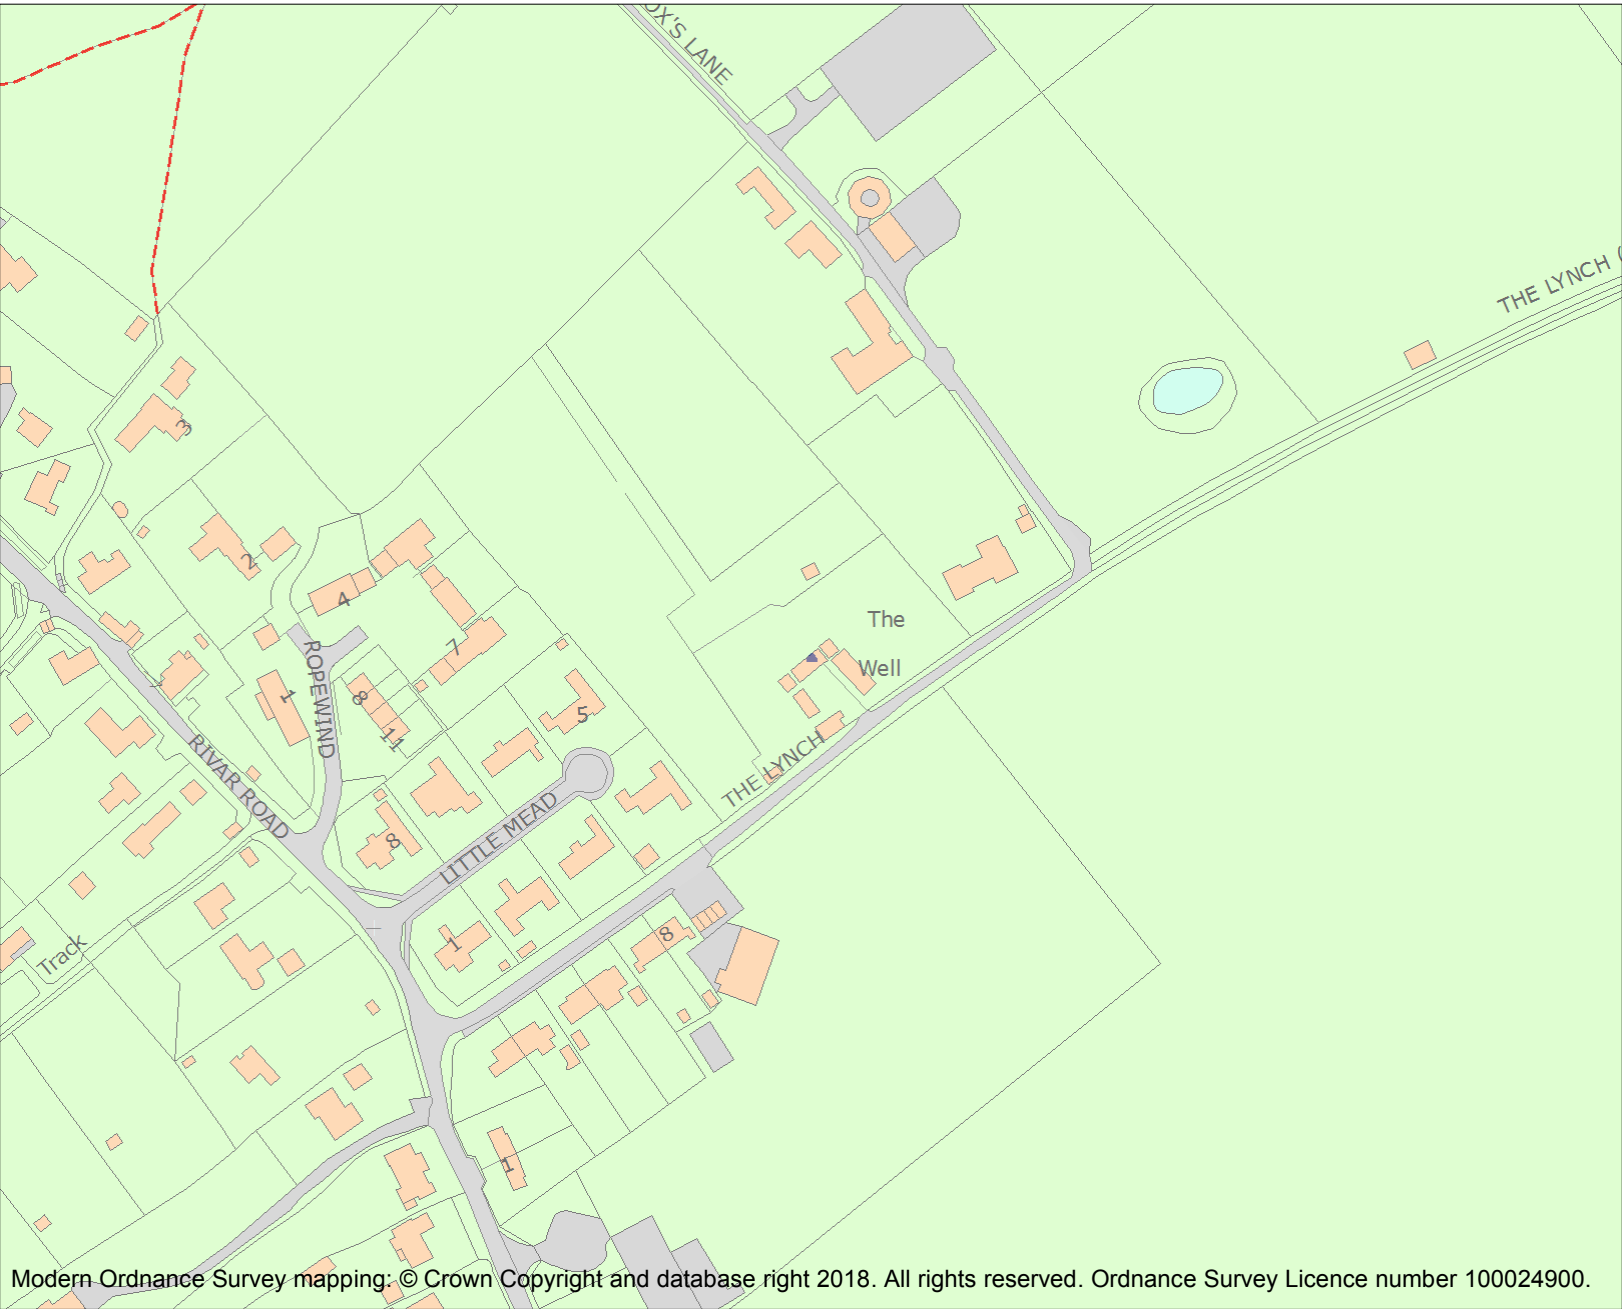 OX'S LANE
THE LYNCH (
3
2
4
7
The
Well
1
ROPEWIND
8
11
5
RIVAR ROAD
THE LYNCH
8
LITTLE MEAD
1
8
Track
1
Modern Ordnance Survey mapping: © Crown Copyright and database right 2018. All rights reserved. Ordnance Survey Licence number 100024900.